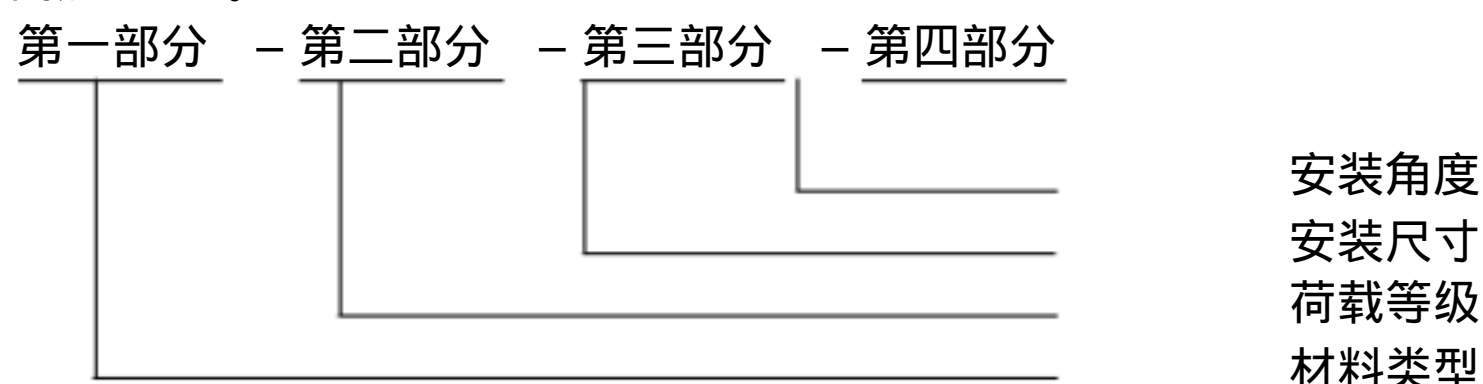 第一部分 – 第二部分 – 第三部分 – 第四部分
安装角度
安装尺寸
荷载等级
材料类型